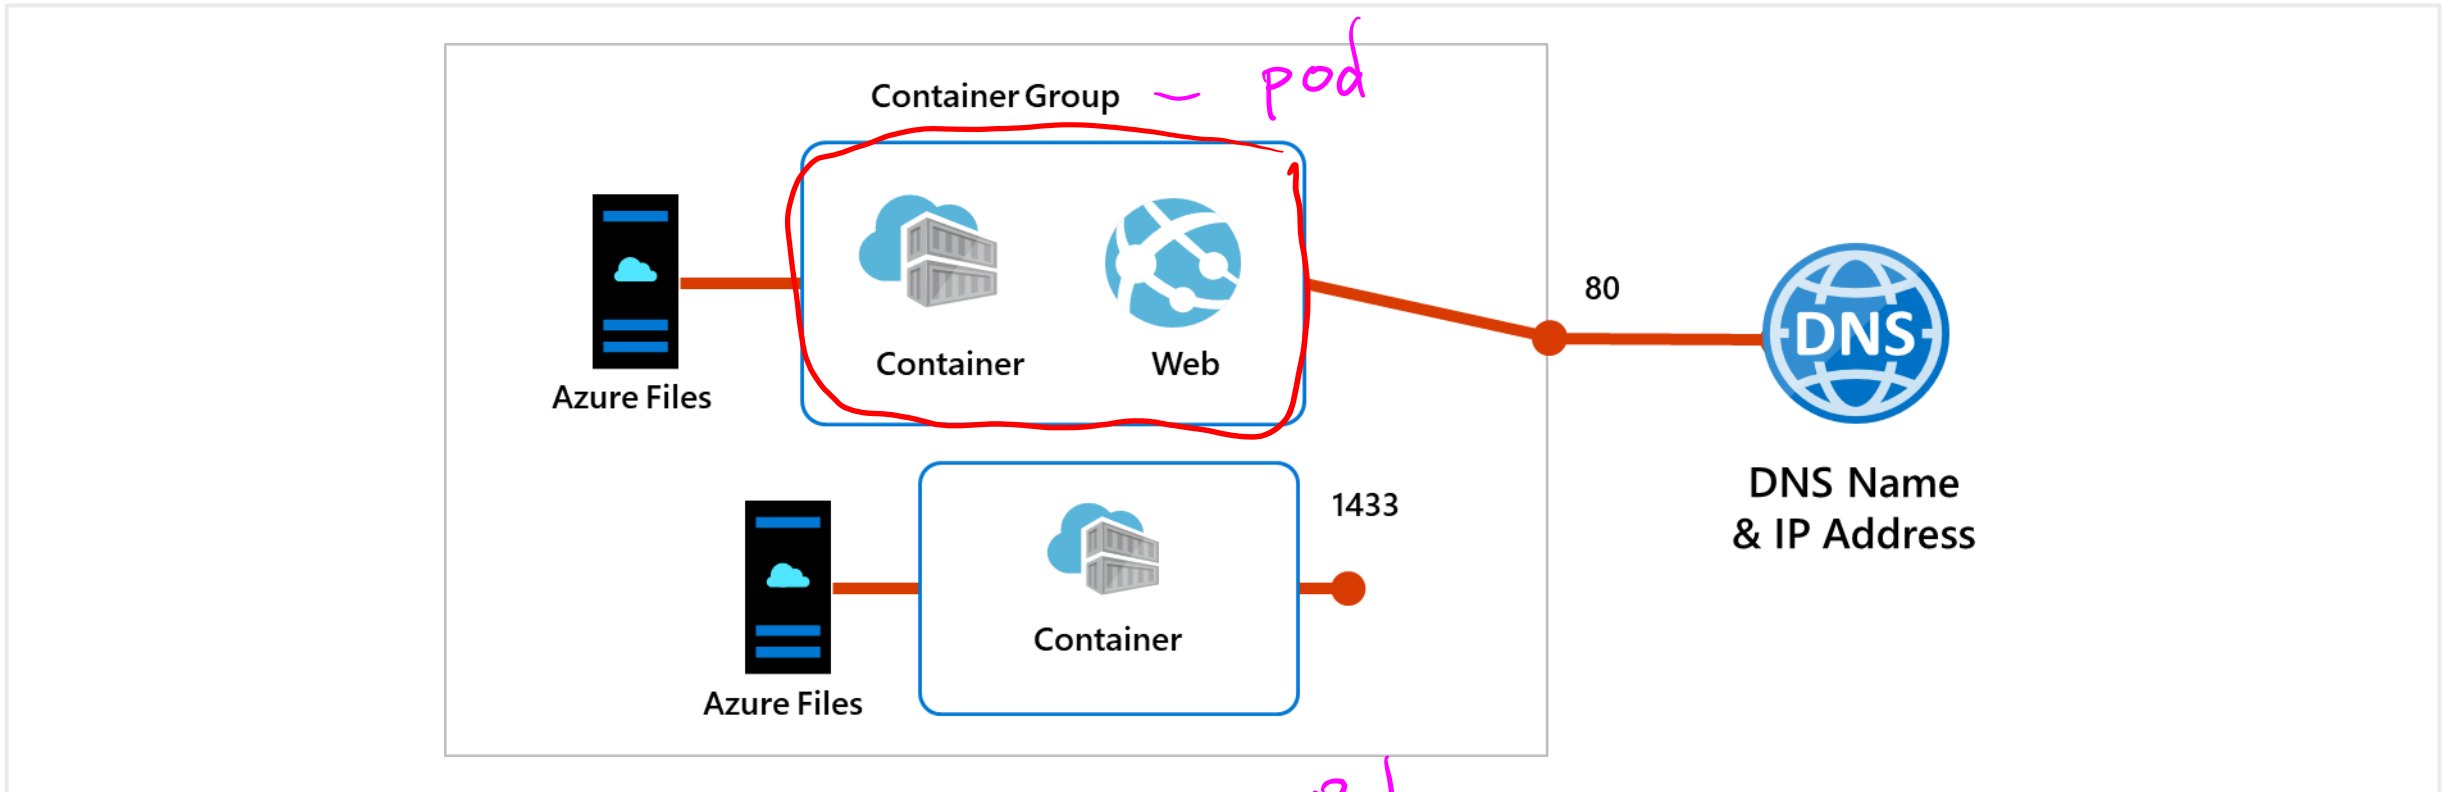 Container Group ~ pod
Container
Web
Azure Files
80
DNS
DNS Name
& IP Address
1433
Container
Azure Files